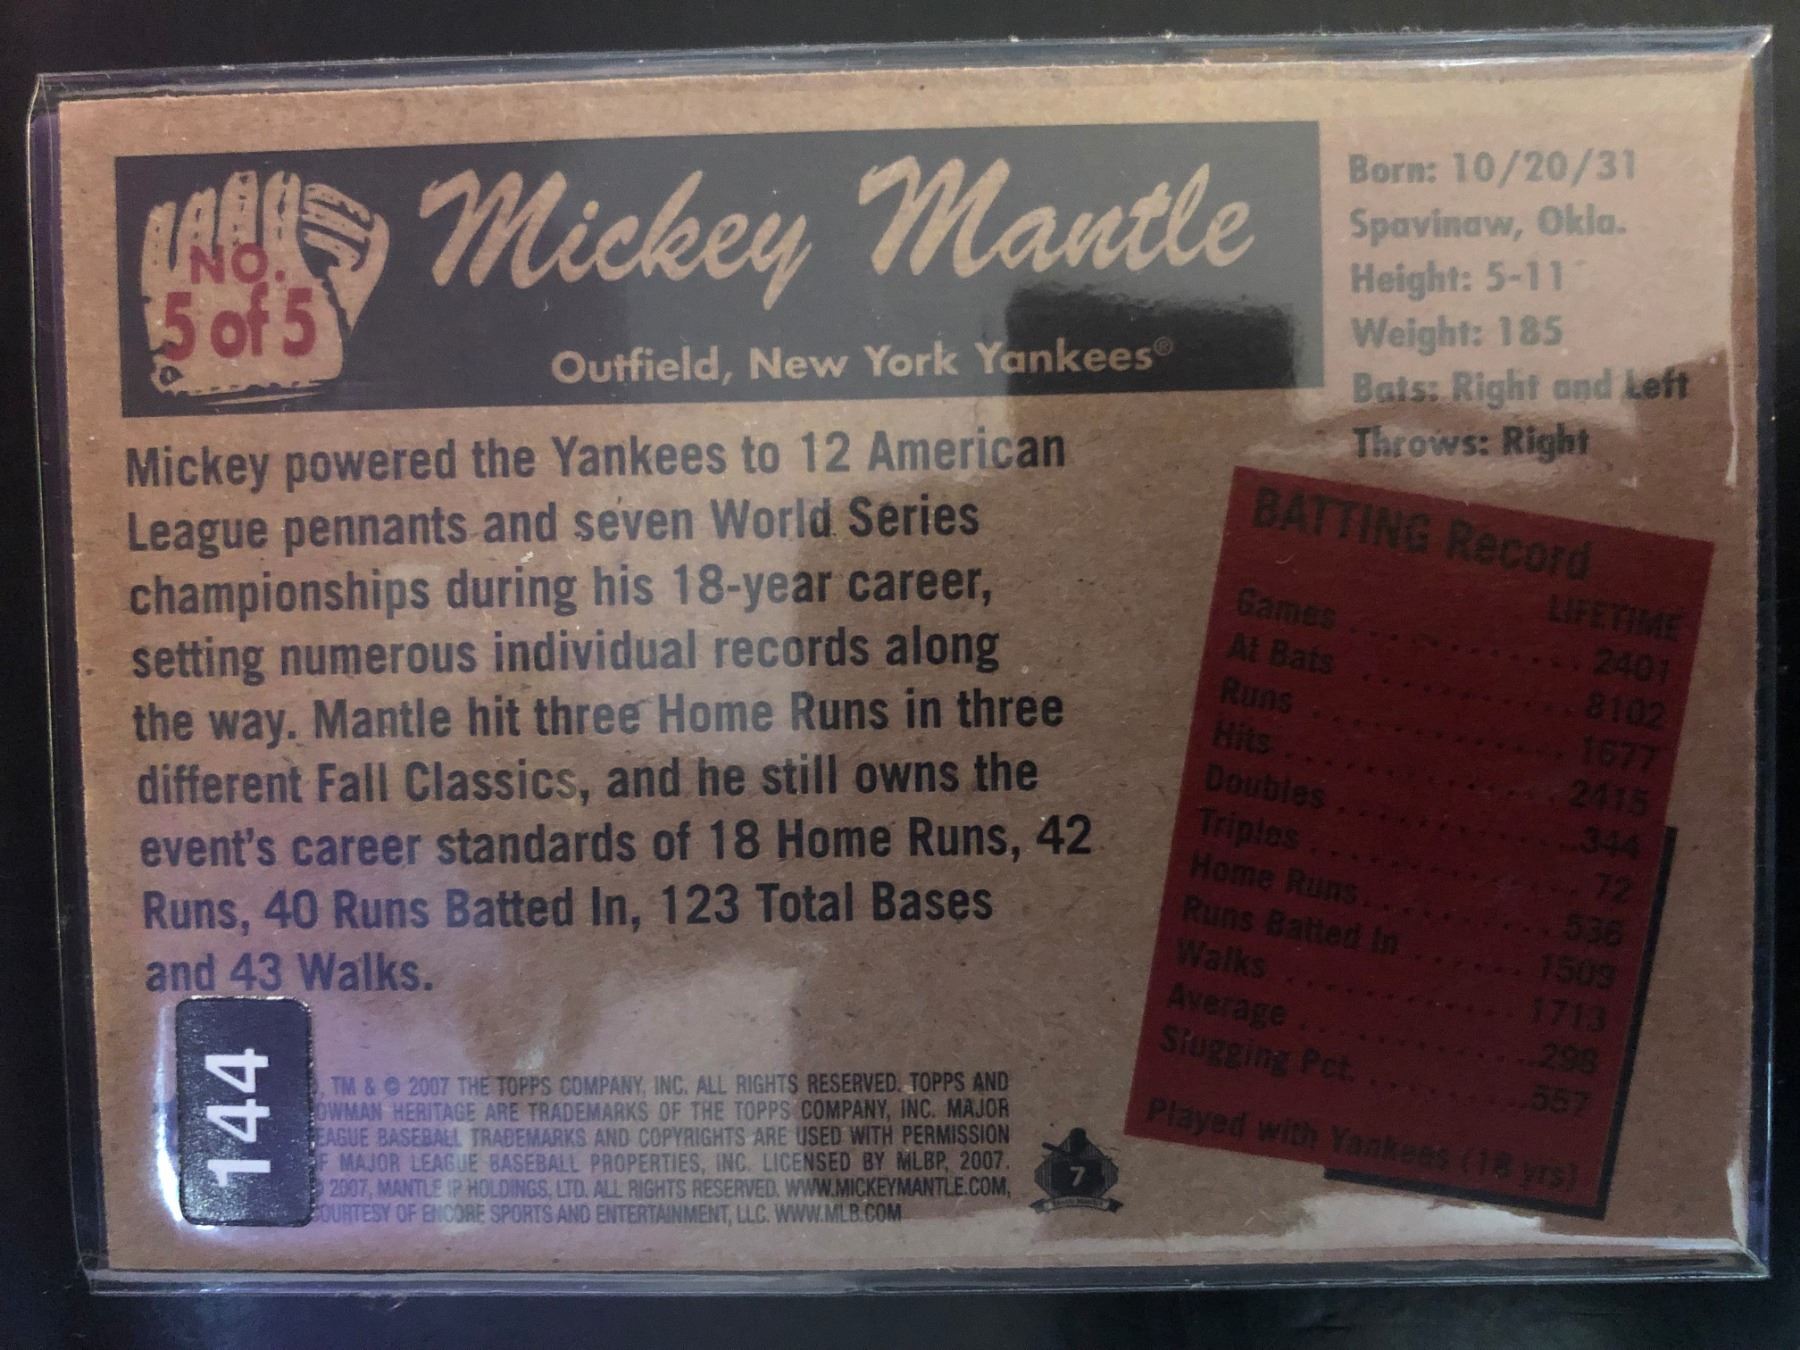 NO.
5 of 5
Mickey Mantle
Outfield, New York Yankees®
Born: 10/20/31
Spavinaw, Okla.
Height: 5-11
Weight: 185
Bats: Right and Left
Throws: Right
Mickey powered the Yankees to 12 American
League pennants and seven World Series
championships during his 18-year career,
setting numerous individual records along
the way. Mantle hit three Home Runs in three
different Fall Classics, and he still owns the
event's career standards of 18 Home Runs, 42
Runs, 40 Runs Batted In, 123 Total Bases
and 43 Walks.
BATTING Record
LIFETIME
Games 2401
At Bats 8102
Runs 1677
Hits 2415
Doubles 344
Triples 72
Home Runs 536
Runs Batted In 1509
Walks 1713
Average .298
Slugging Pct. .557
Played with Yankees (18 yrs)
144
TM & © 2007 THE TOPPS COMPANY, INC. ALL RIGHTS RESERVED. TOPPS AND
OWMAN HERITAGE ARE TRADEMARKS OF THE TOPPS COMPANY, INC. MAJOR
EAGUE BASEBALL TRADEMARKS AND COPYRIGHTS ARE USED WITH PERMISSION
F MAJOR LEAGUE BASEBALL PROPERTIES, INC. LICENSED BY MLBP, 2007.
2007, MANTLE IP HOLDINGS, LTD. ALL RIGHTS RESERVED. WWW.MICKEYMANTLE.COM,
OURTESY OF ENCORE SPORTS AND ENTERTAINMENT, LLC. WWW.MLB.COM
7